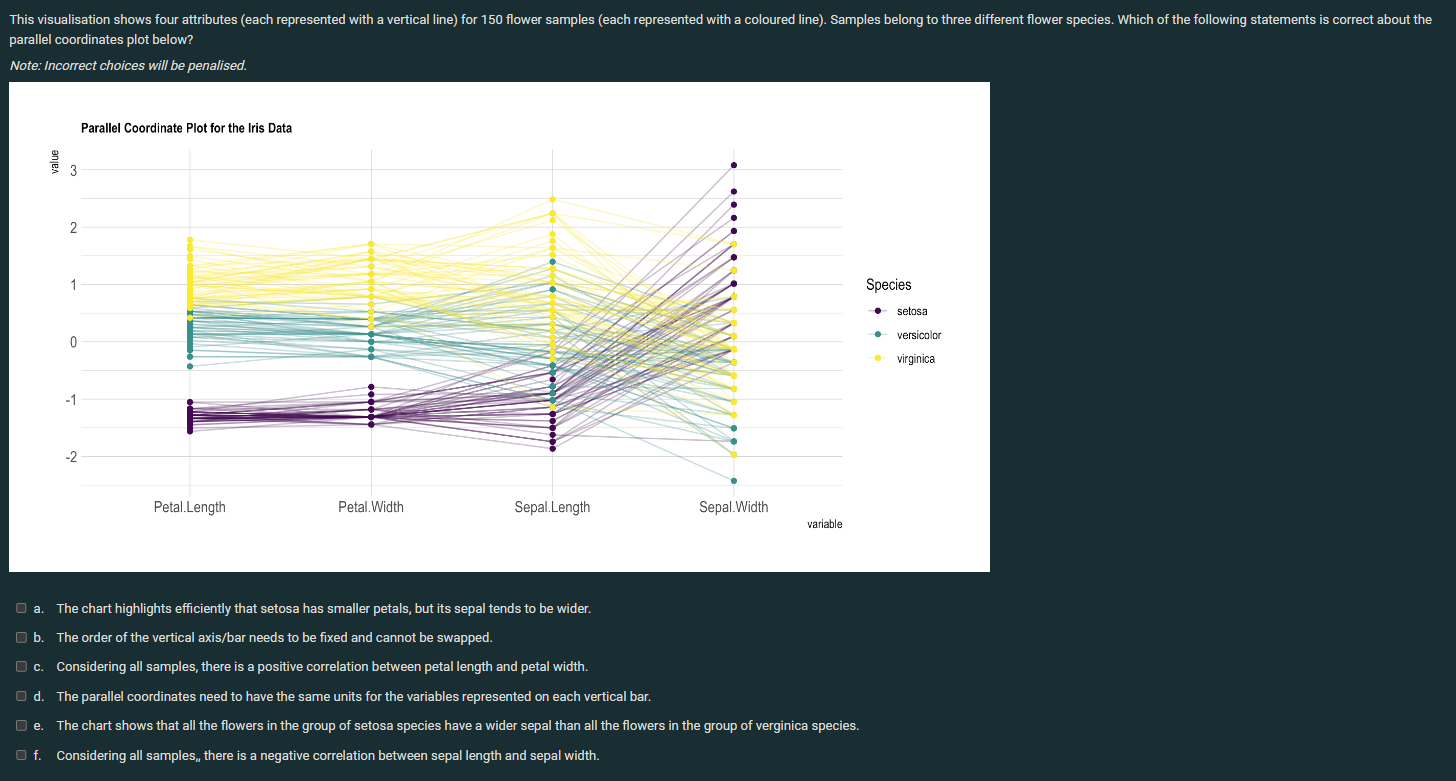 This visualisation shows four attributes (each represented with a vertical line) for 150 flower samples (each represented with a coloured line). Samples belong to three different flower species. Which of the following statements is correct about the
parallel coordinates plot below?
Note: Incorrect choices will be penalised.
Parallel Coordinate Plot for the Iris Data
value
3
2
1
0
-1
-2
Petal.Length Petal.Width Sepal.Length Sepal.Width
variable
Species
setosa
versicolor
virginica
a. The chart highlights efficiently that setosa has smaller petals, but its sepal tends to be wider.
b. The order of the vertical axis/bar needs to be fixed and cannot be swapped.
c. Considering all samples, there is a positive correlation between petal length and petal width.
d. The parallel coordinates need to have the same units for the variables represented on each vertical bar.
e. The chart shows that all the flowers in the group of setosa species have a wider sepal than all the flowers in the group of verginica species.
f. Considering all samples,, there is a negative correlation between sepal length and sepal width.